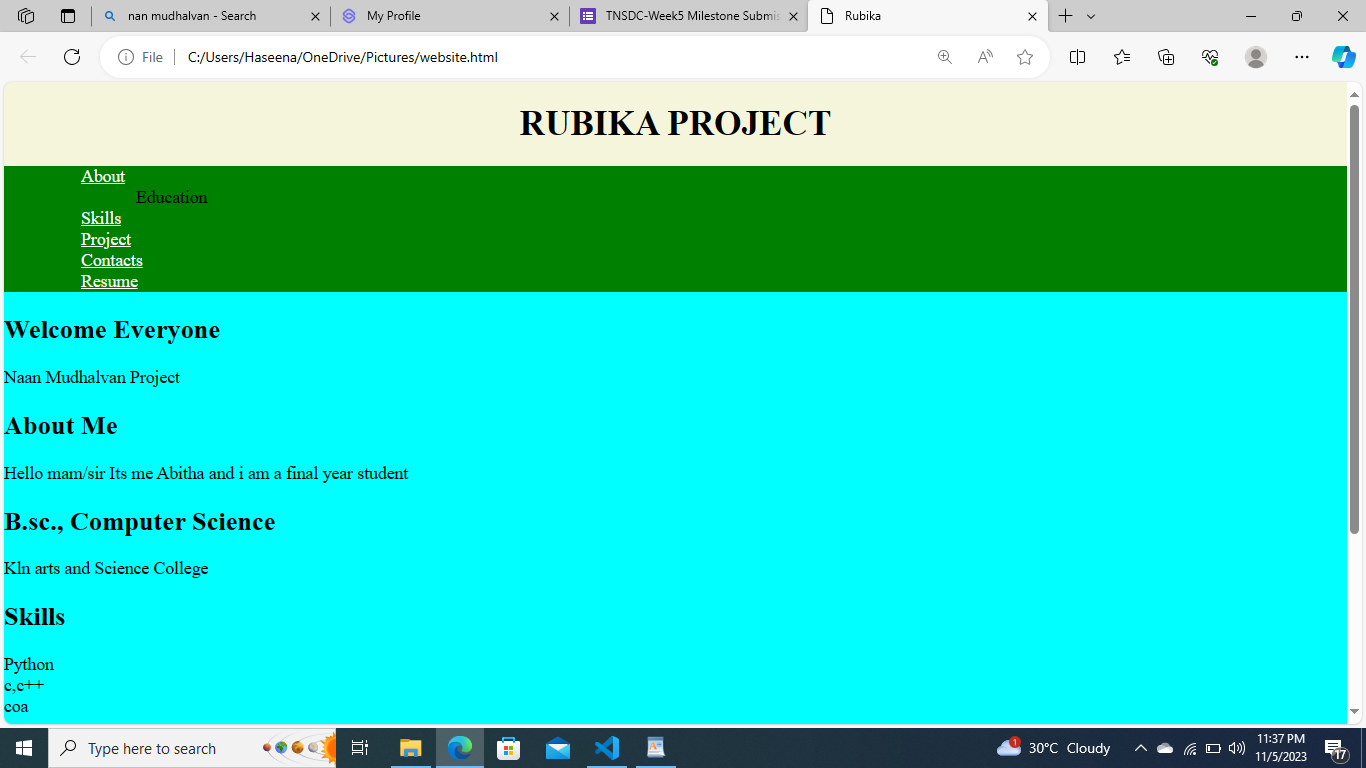 nan mudhalvan - Search
My Profile
TNSDC-Week5 Milestone Submis
Rubika
File
C:/Users/Haseena/OneDrive/Pictures/website.html
RUBIKA PROJECT
About
Education
Skills
Project
Contacts
Resume
Welcome Everyone
Naan Mudhalvan Project
About Me
Hello mam/sir Its me Abitha and i am a final year student
B.sc., Computer Science
Kln arts and Science College
Skills
Python
c,c++
coa
Type here to search
1
30°C Cloudy
11:37 PM
11/5/2023
17